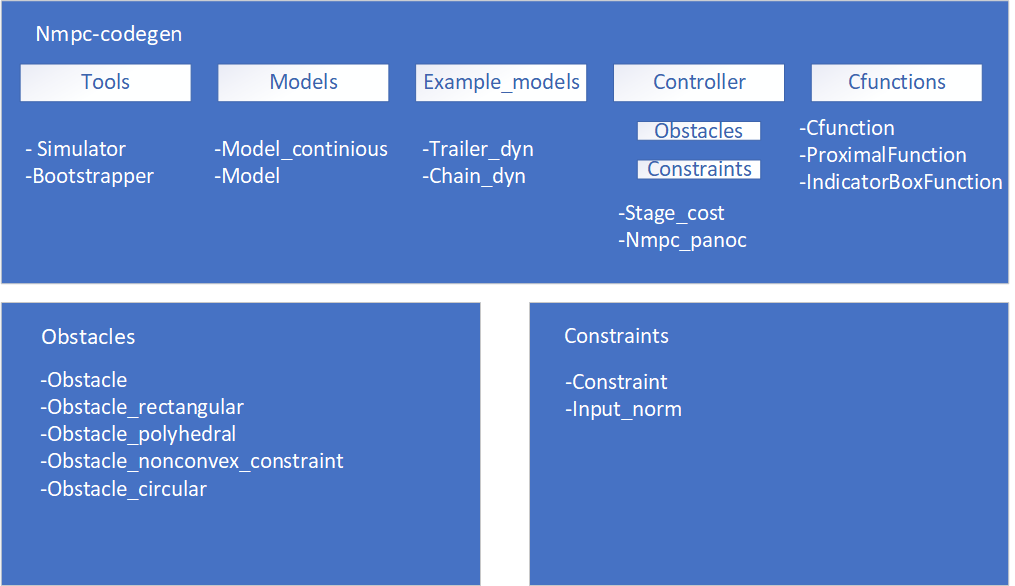 Nmpc-codegen
Tools
- Simulator
-Bootstrapper
Models
-Model_continious
-Model
Example_models
-Trailer_dyn
-Chain_dyn
Controller
Obstacles
Constraints
-Stage_cost
-Nmpc_panoc
Cfunctions
-Cfunction
-ProximalFunction
-IndicatorBoxFunction
Obstacles
-Obstacle
-Obstacle_rectangular
-Obstacle_polyhedral
-Obstacle_nonconvex_constraint
-Obstacle_circular
Constraints
-Constraint
-Input_norm